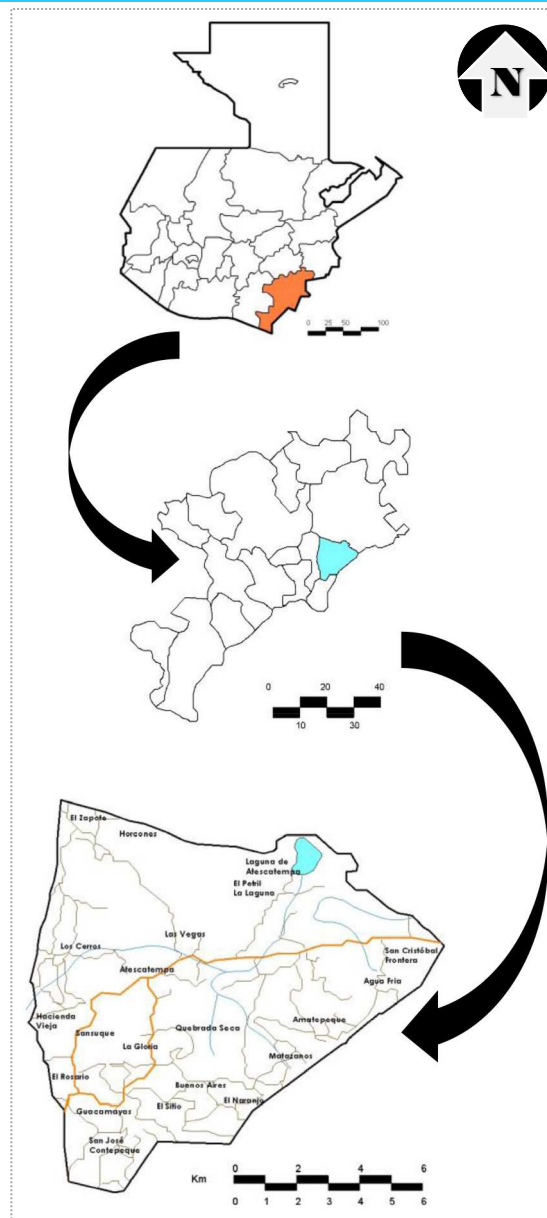 N
0 25 50 100
0 20 40
10 30
El Zapote
Horcones
Laguna de
Atescatempa
El Petril
La Laguna
Las Vegas
Los Cerros
San Cristóbal
Frontera
Atescatempa
Agua Fria
Hacienda
Vieja
Amatepeque
Sansuque
Quebrada Seca
La Gloria
Matazanos
El Rosario
Buenos Aires
El Sitio
El Naranjo
Guacamayas
San José
Contepeque
Km
0 2 4 6
0 1 2 3 4 5 6